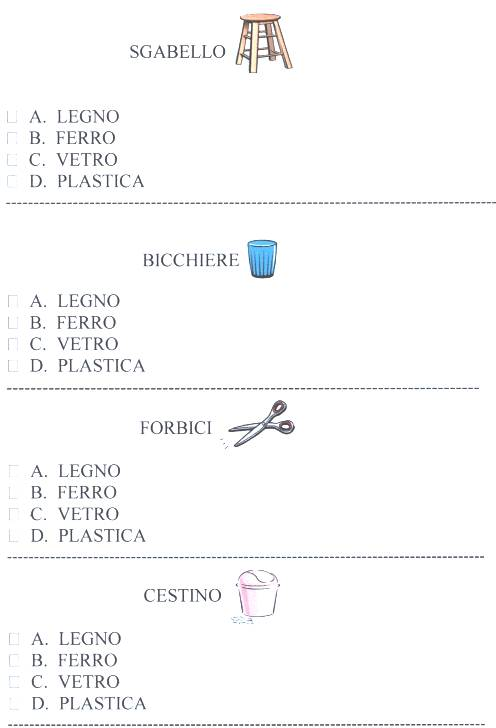 SGABELLO
A. LEGNO
B. FERRO
C. VETRO
D. PLASTICA
BICCHIERE
A. LEGNO
B. FERRO
C. VETRO
D. PLASTICA
FORBICI
A. LEGNO
B. FERRO
C. VETRO
D. PLASTICA
CESTINO
A. LEGNO
B. FERRO
C. VETRO
D. PLASTICA